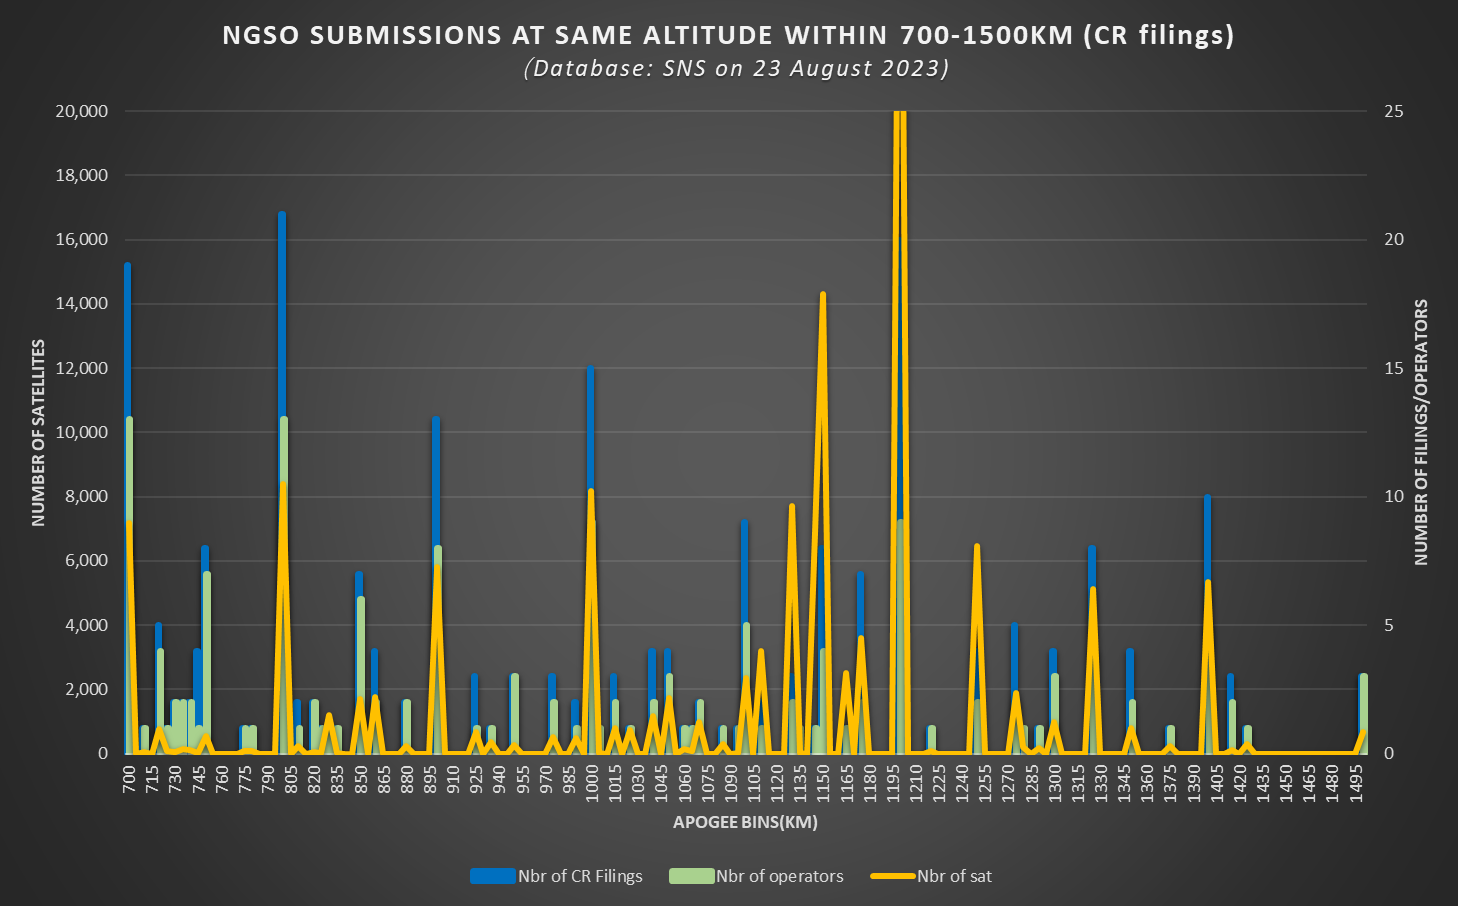 NGSO SUBMISSIONS AT SAME ALTITUDE WITHIN 700-1500KM (CR filings)
(Database: SNS on 23 August 2023)
NUMBER OF SATELLITES
20,000
18,000
16,000
14,000
12,000
10,000
8,000
6,000
4,000
2,000
0
25
20
15
10
5
0
NUMBER OF FILINGS/OPERATORS
700 715 730 745 760 775 790 805 820 835 850 865 880 895 910 925 940 955 970 985 1000 1015 1030 1045 1060 1075 1090 1105 1120 1135 1150 1165 1180 1195 1210 1225 1240 1255 1270 1285 1300 1315 1330 1345 1360 1375 1390 1405 1420 1435 1450 1465 1480 1495
APOGEE BINS(KM)
Nbr of CR Filings Nbr of operators Nbr of sat